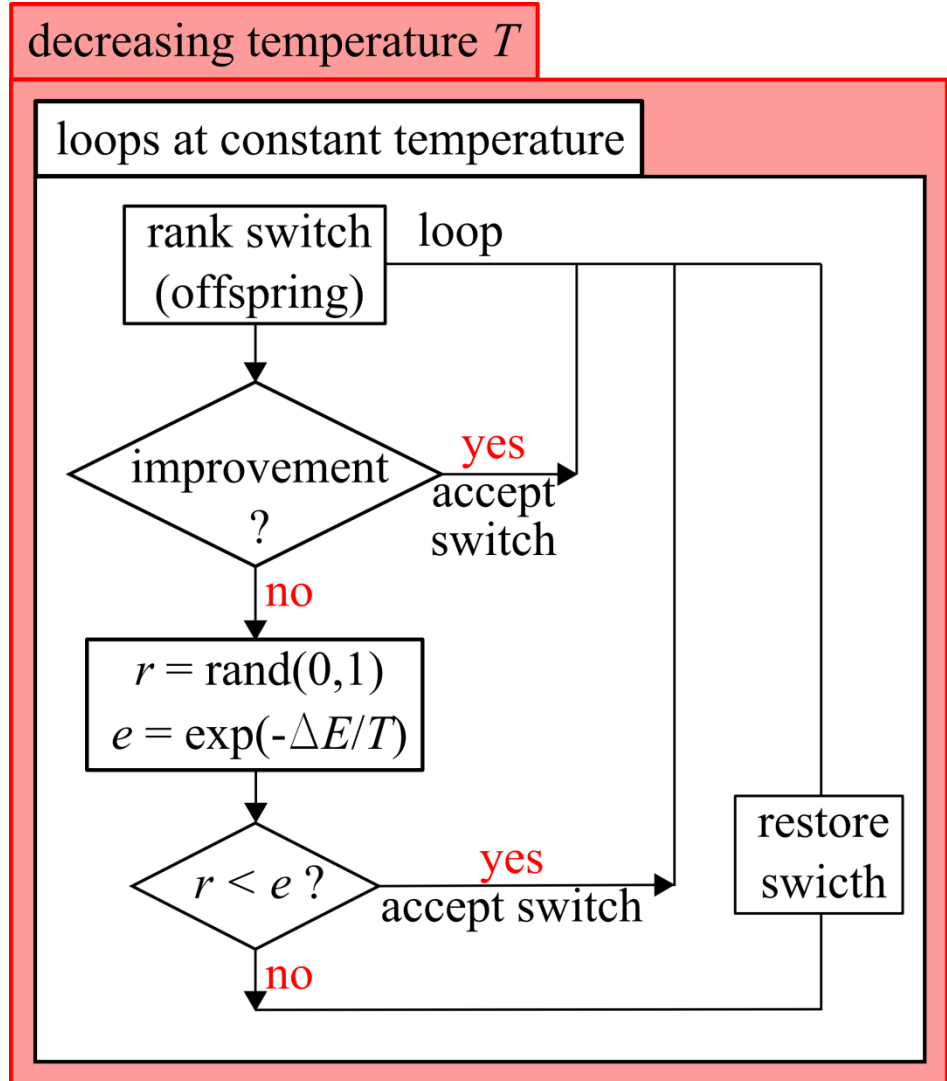 decreasing temperature T
loops at constant temperature
rank switch
(offspring)
loop
improvement
?
yes
accept
switch
no
r = rand(0,1)
e = exp(-ΔE/T)
r < e ?
yes
accept switch
no
restore
swicth